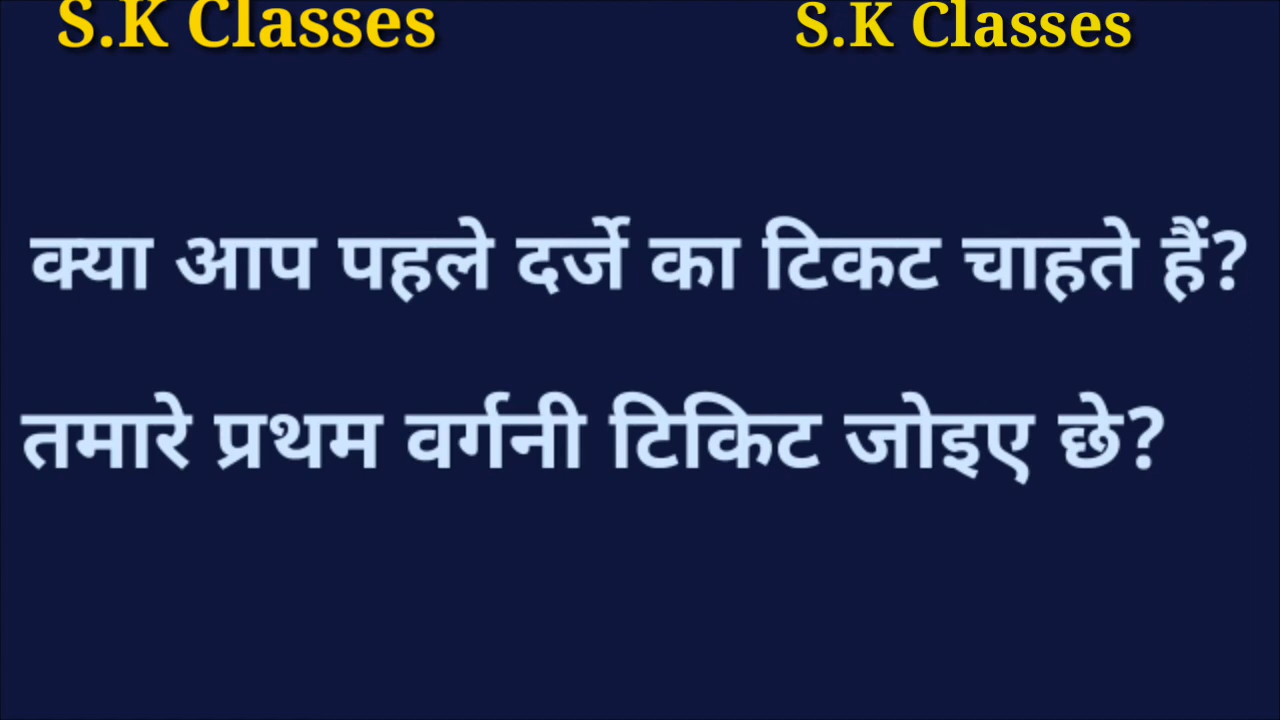 S.K Classes S.K Classes
क्या आप पहले दर्जे का टिकट चाहते हैं?
तमारे प्रथम वर्गनी टिकिट जोइए छे?